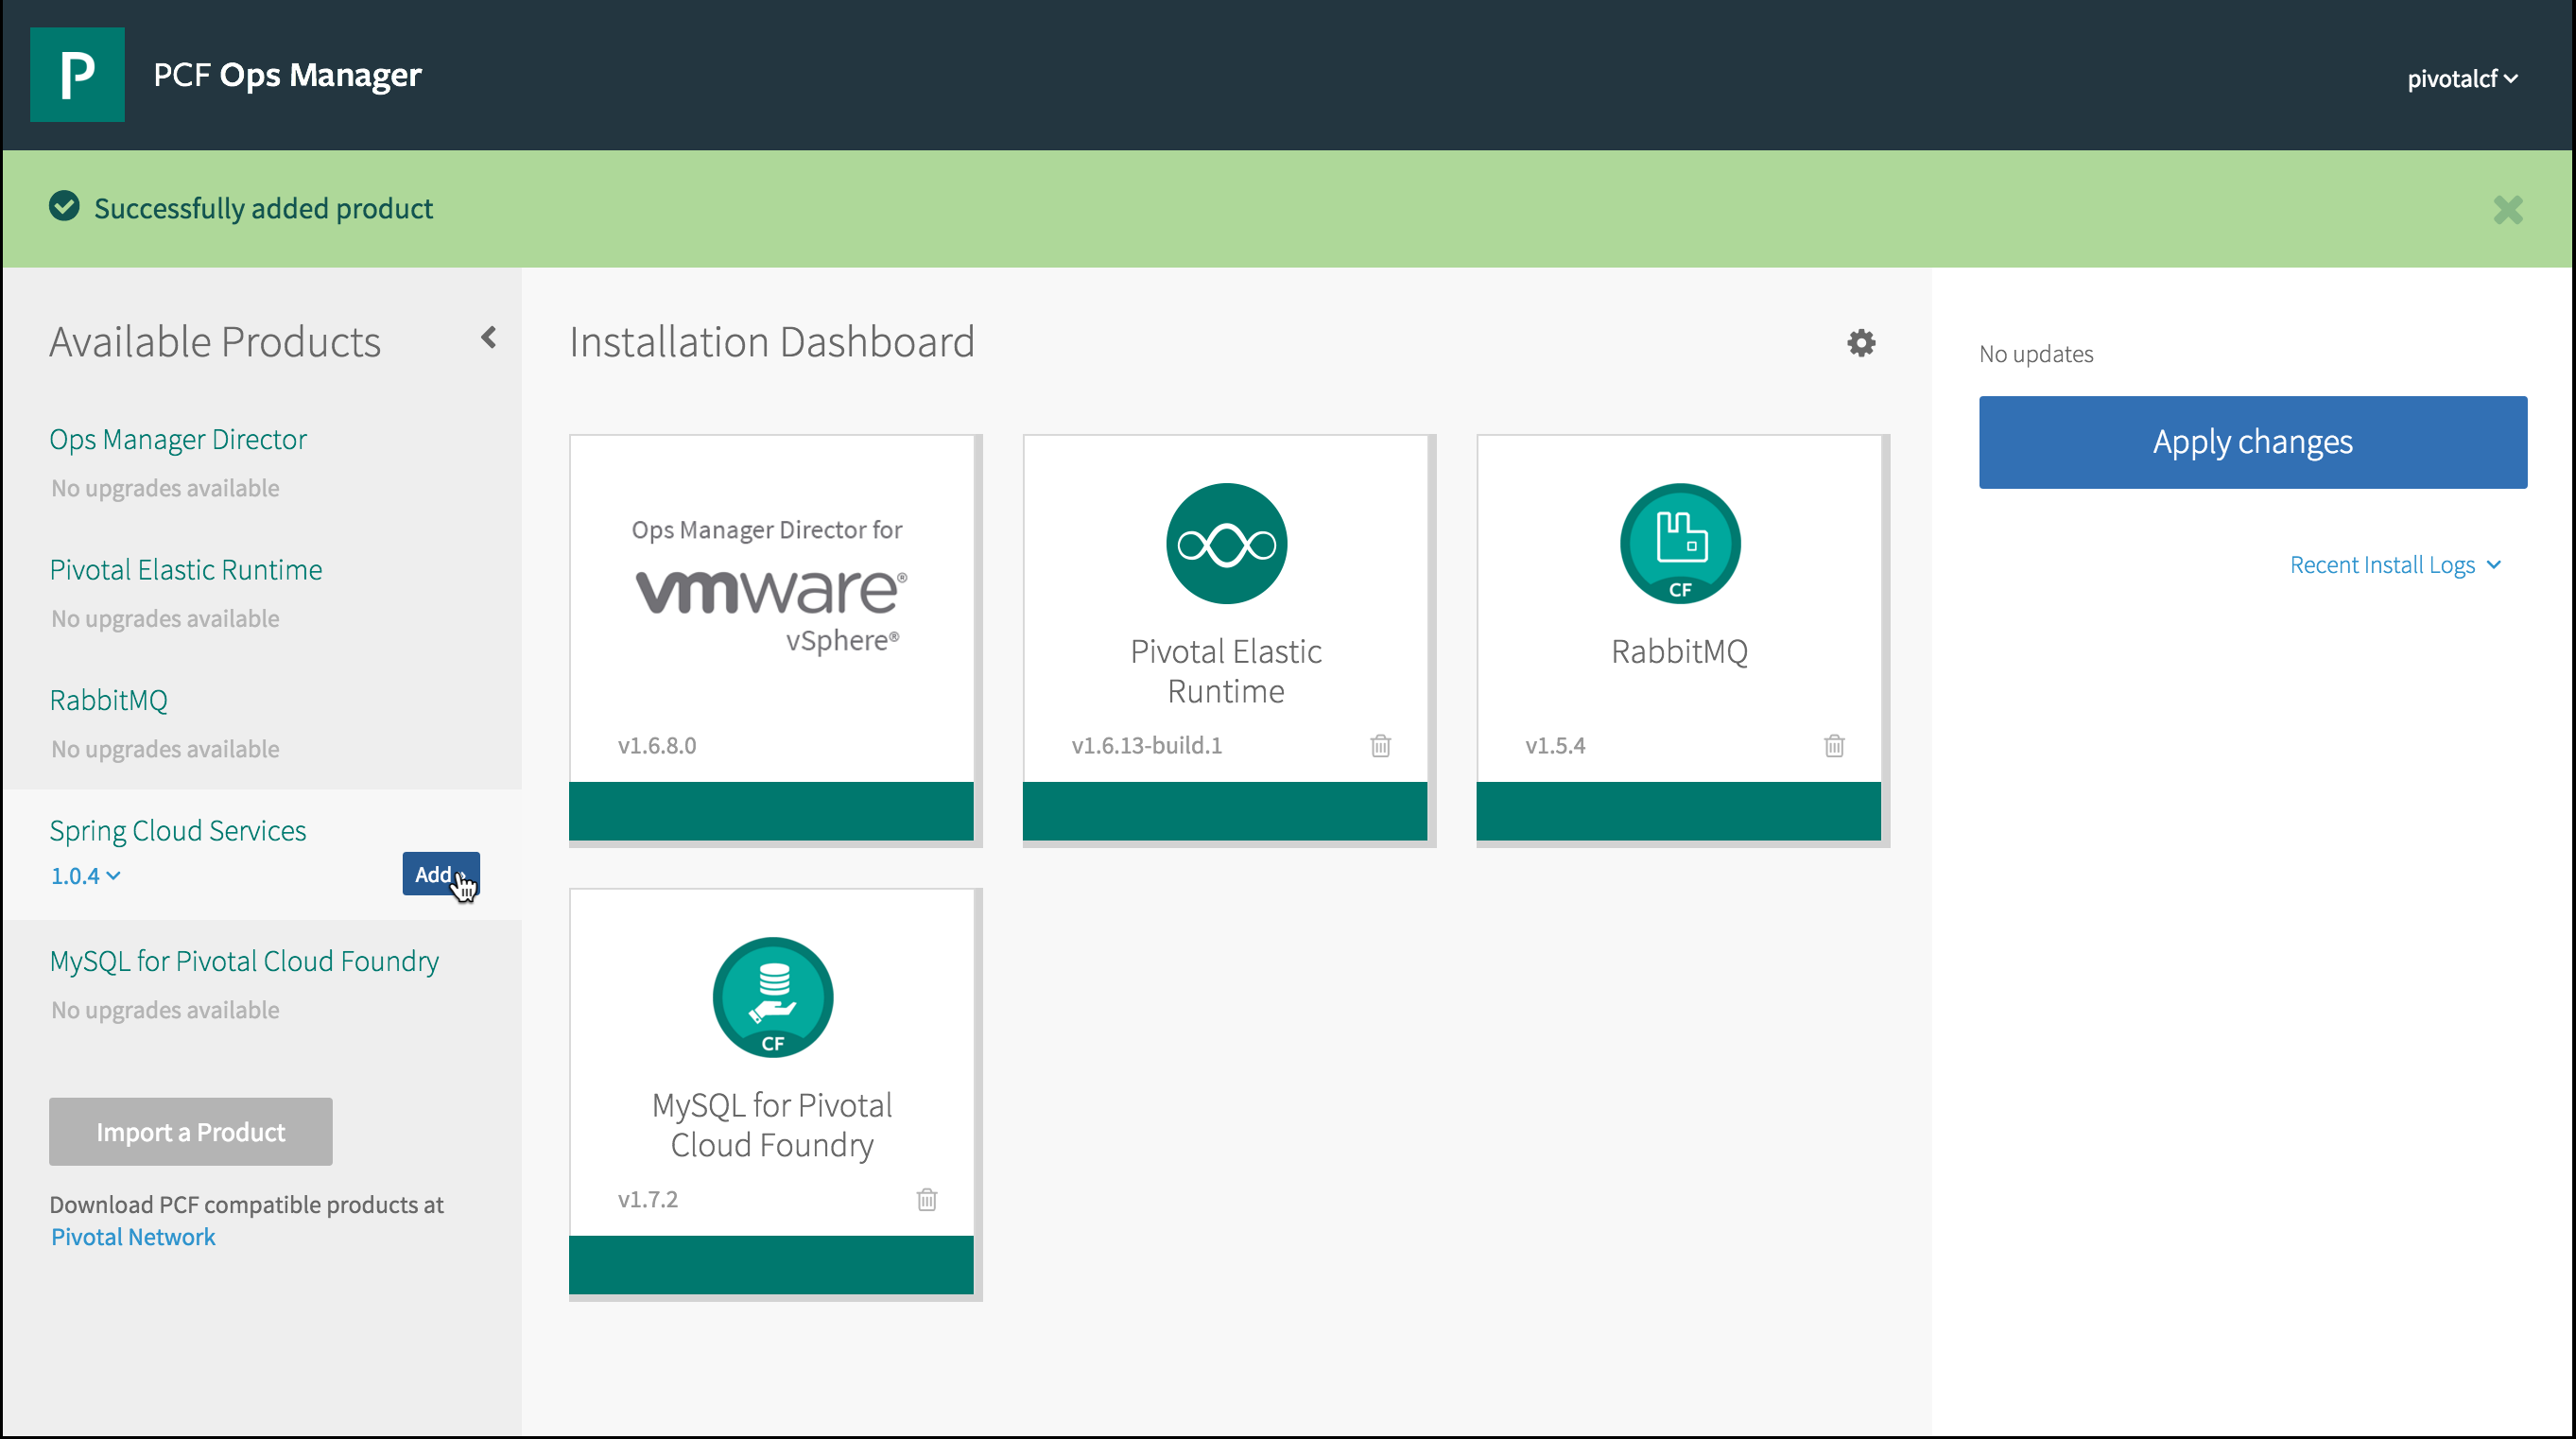 P
PCF Ops Manager
pivotalcf
Successfully added product
Available Products
Ops Manager Director
No upgrades available
Pivotal Elastic Runtime
No upgrades available
RabbitMQ
No upgrades available
Spring Cloud Services
1.0.4
Add »
MySQL for Pivotal Cloud Foundry
No upgrades available
Import a Product
Download PCF compatible products at
Pivotal Network
Installation Dashboard
Ops Manager Director for
vmware®
vSphere®
v1.6.8.0
Pivotal Elastic
Runtime
v1.6.13-build.1
CF
RabbitMQ
v1.5.4
CF
MySQL for Pivotal
Cloud Foundry
v1.7.2
No updates
Apply changes
Recent Install Logs